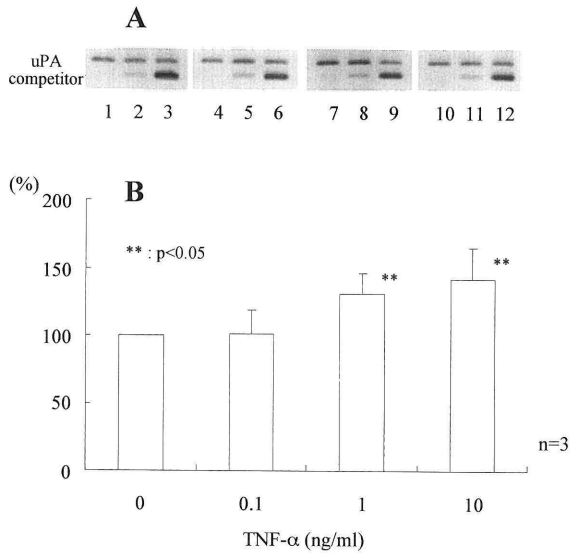 A
uPA
competitor
1 2 3 4 5 6 7 8 9 10 11 12
(%)
B
200
** : p<0.05
150
**
**
100
50
n=3
0
0 0.1 1 10
TNF-α (ng/ml)